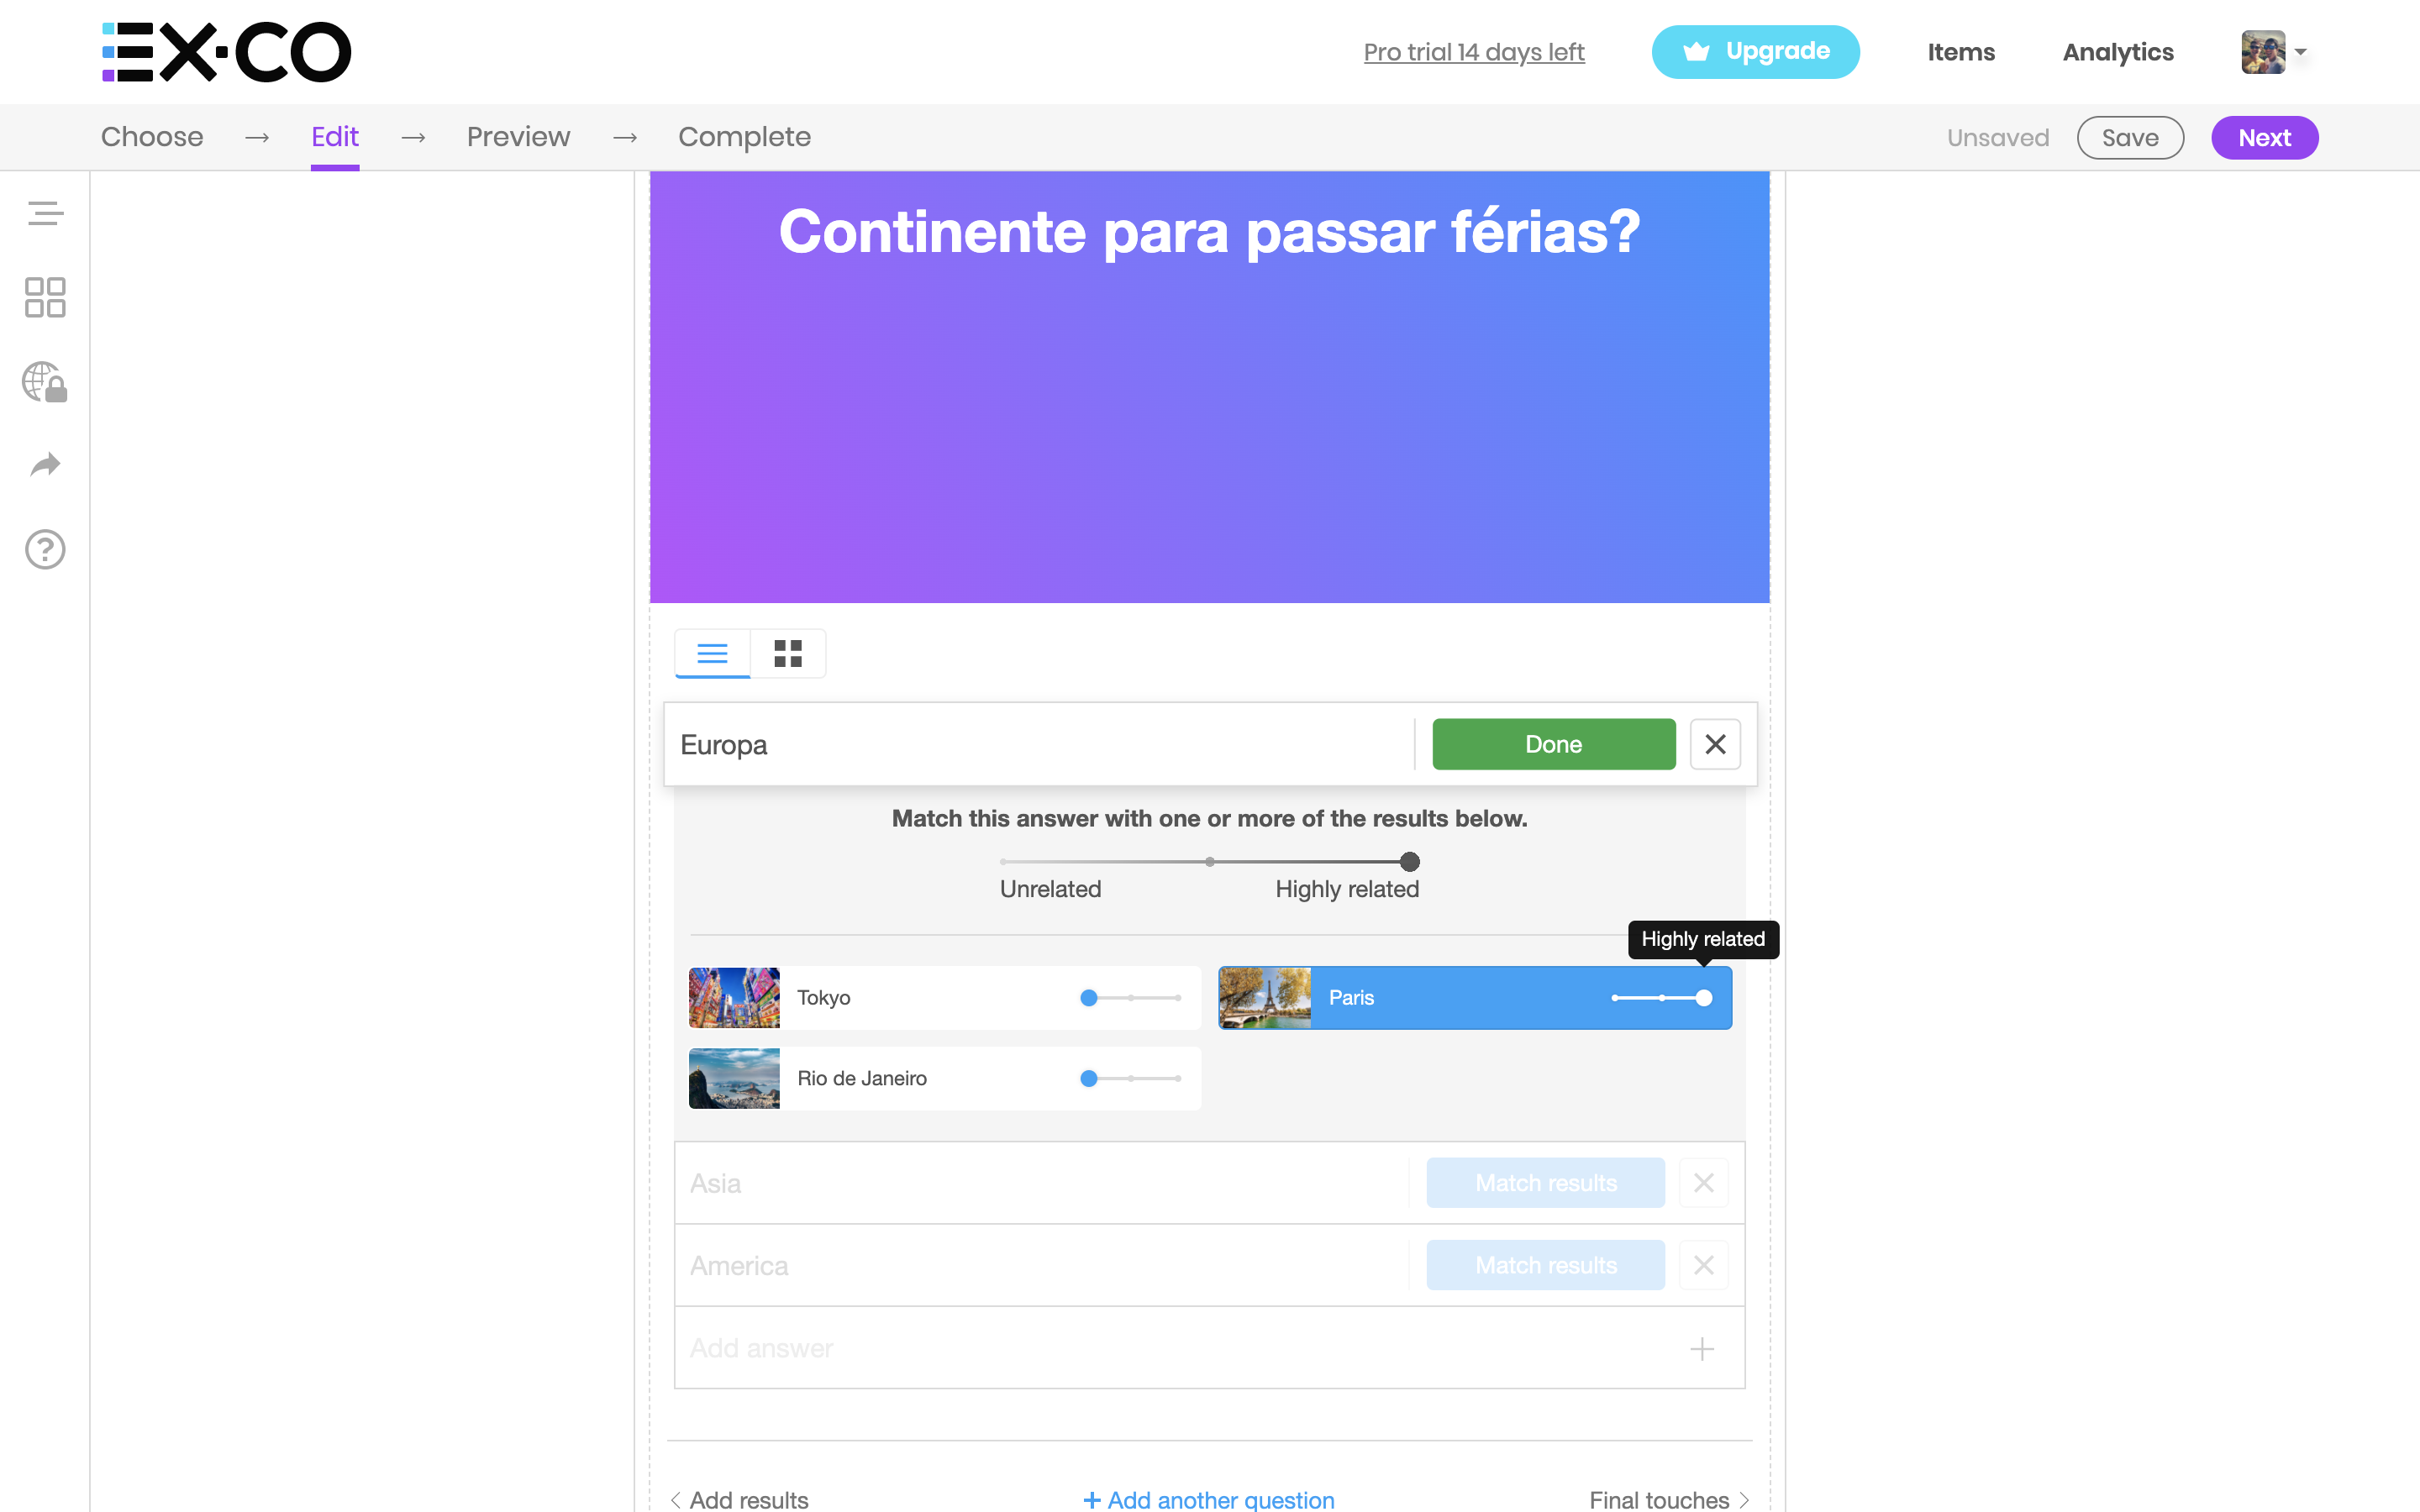 EX·CO
Pro trial 14 days left
Upgrade
Items
Analytics
Choose → Edit → Preview → Complete
Unsaved
Save
Next
Continente para passar férias?
Europa
Done
Match this answer with one or more of the results below.
Unrelated
Highly related
Highly related
Tokyo
Paris
Rio de Janeiro
Asia
Match results
America
Match results
Add answer
Add results
+ Add another question
Final touches